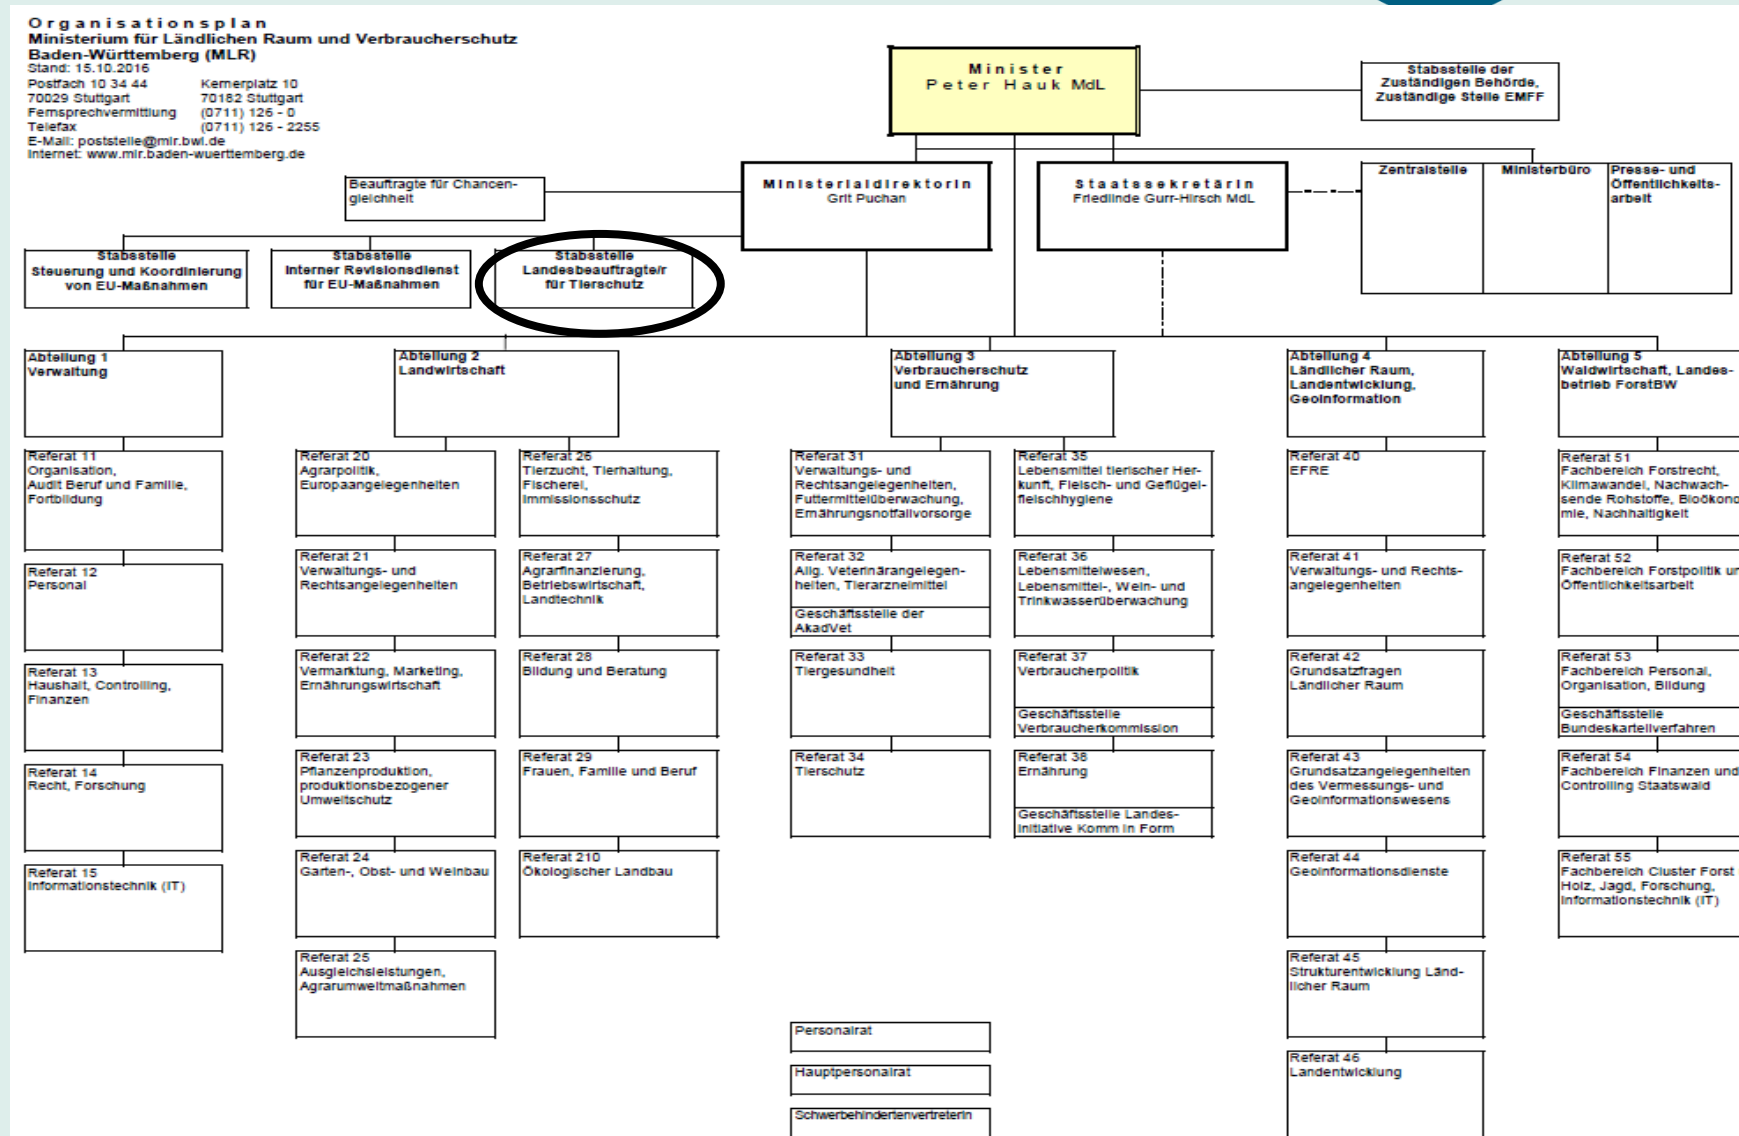 Organisationsplan
Ministerium für Ländlichen Raum und Verbraucherschutz
Baden-Württemberg (MLR)
Stand: 15.10.2016
Postfach 10 34 44 Kernerplatz 10
70029 Stuttgart 70182 Stuttgart
Fernsprechvermittlung (0711) 126 - 0
Telefax (0711) 126 - 2255
E-Mail: poststelle@mlr.bwl.de
Internet: www.mlr.baden-wuerttemberg.de
Minister
Peter Hauk MdL
Stabsstelle der
Zuständigen Behörde,
Zuständige Stelle EMFF
Beauftragte für Chancen-
gleichheit
Ministerialdirektorin
Grit Puchan
Staatssekretärin
Friedlinde Gurr-Hirsch MdL
Zentralstelle
Ministerbüro
Presse- und
Öffentlichkeits-
arbeit
Stabsstelle
Steuerung und Koordinierung
von EU-Maßnahmen
Stabsstelle
Interner Revisionsdienst
für EU-Maßnahmen
Stabsstelle
Landesbeauftragte/r
für Tierschutz
Abteilung 1
Verwaltung
Abteilung 2
Landwirtschaft
Abteilung 3
Verbraucherschutz
und Ernährung
Abteilung 4
Ländlicher Raum,
Landentwicklung,
Geoinformation
Abteilung 5
Waldwirtschaft, Landes-
betrieb ForstBW
Referat 11
Organisation,
Audit Beruf und Familie,
Fortbildung
Referat 12
Personal
Referat 13
Haushalt, Controlling,
Finanzen
Referat 14
Recht, Forschung
Referat 15
Informationstechnik (IT)
Referat 20
Agrarpolitik,
Europaangelegenheiten
Referat 21
Verwaltungs- und
Rechtsangelegenheiten
Referat 22
Vermarktung, Marketing,
Ernährungswirtschaft
Referat 23
Pflanzenproduktion,
produktionsbezogener
Umweltschutz
Referat 24
Garten-, Obst- und Weinbau
Referat 25
Ausgleichsleistungen,
Agrarumweltmaßnahmen
Referat 26
Tierzucht, Tierhaltung,
Fischerei,
Immissionsschutz
Referat 27
Agrarfinanzierung,
Betriebswirtschaft,
Landtechnik
Referat 28
Bildung und Beratung
Referat 29
Frauen, Familie und Beruf
Referat 210
Ökologischer Landbau
Referat 31
Verwaltungs- und
Rechtsangelegenheiten,
Futtermittelüberwachung,
Ernährungsnotfallvorsorge
Referat 32
Allg. Veterinärangelegen-
heiten, Tierarzneimittel
Geschäftsstelle der
AkadVet
Referat 33
Tiergesundheit
Referat 34
Tierschutz
Referat 35
Lebensmittel tierischer Her-
kunft, Fleisch- und Geflügel-
fleischhygiene
Referat 36
Lebensmittelwesen,
Lebensmittel-, Wein- und
Trinkwasserüberwachung
Referat 37
Verbraucherpolitik
Geschäftsstelle
Verbraucherkommission
Referat 38
Ernährung
Geschäftsstelle Landes-
initiative Komm in Form
Referat 40
EFRE
Referat 41
Verwaltungs- und Rechts-
angelegenheiten
Referat 42
Grundsatzfragen
Ländlicher Raum
Referat 43
Grundsatzangelegenheiten
des Vermessungs- und
Geoinformationswesens
Referat 44
Geoinformationsdienste
Referat 45
Strukturentwicklung Länd-
licher Raum
Referat 46
Landentwicklung
Referat 51
Fachbereich Forstrecht,
Klimawandel, Nachwach-
sende Rohstoffe, Bioökono
mie, Nachhaltigkeit
Referat 52
Fachbereich Forstpolitik
Öffentlichkeitsarbeit
Referat 53
Fachbereich Personal,
Organisation, Bildung
Geschäftsstelle
Bundeskartellverfahren
Referat 54
Fachbereich Finanzen und
Controlling Staatswald
Referat 55
Fachbereich Cluster Forst
Holz, Jagd, Forschung,
Informationstechnik (IT)
Personalrat
Hauptpersonalrat
Schwerbehindertenvertreterin